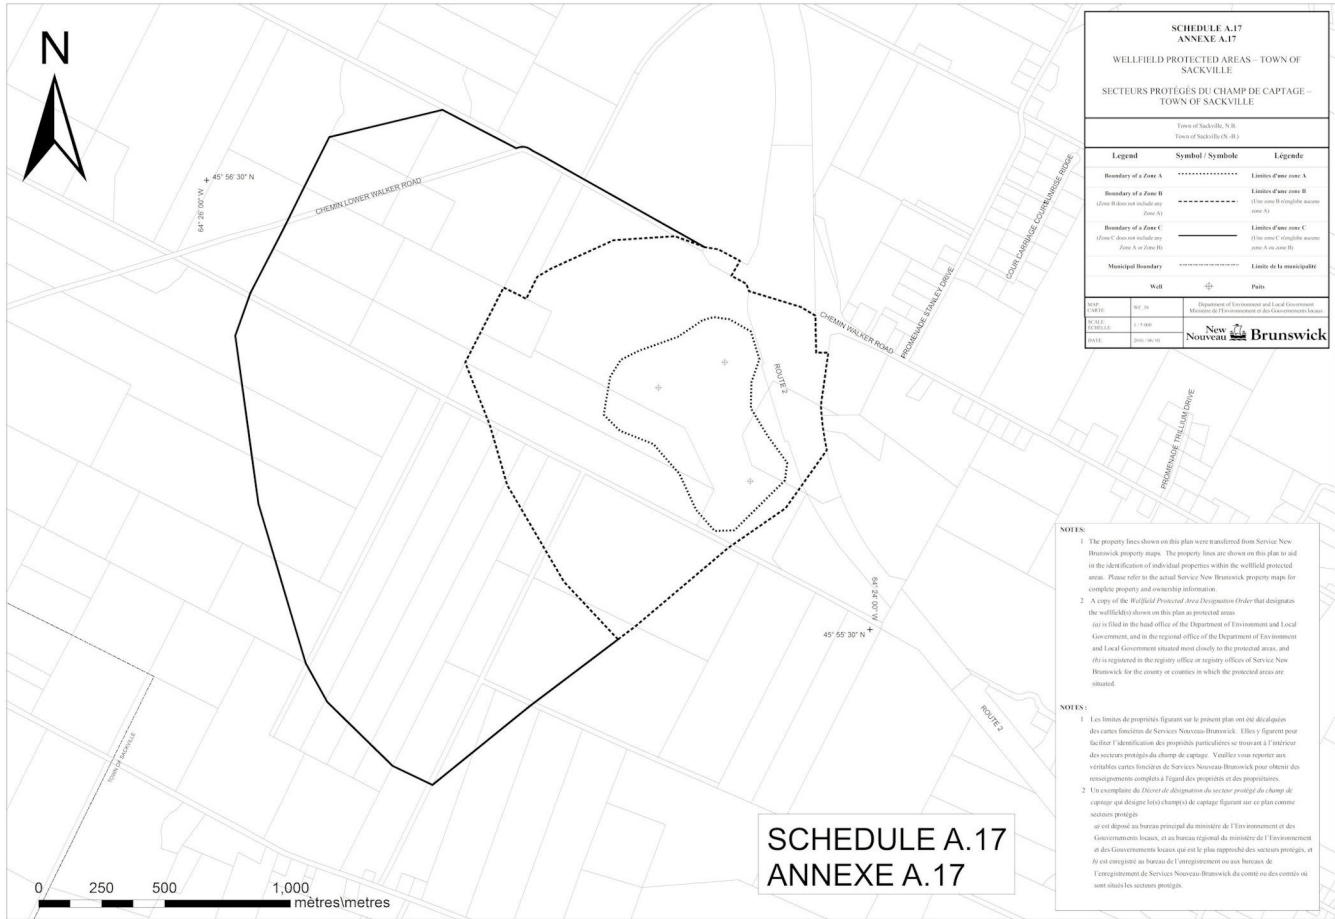 N
45° 56' 30" N
64° 26' 00" W
CHEMIN LOWER WALKER ROAD
CHEMIN WALKER ROAD
PROMENADE STANLEY DRIVE
COUR CARRIAGE COURT
SUNRISE RIDGE
ROUTE 2
PROMENADE TRILLIUM DRIVE
64° 24' 00" W
45° 55' 30" N
ROUTE 2
TOWN OF SACKVILLE
0 250 500 1,000
mètres\metres
SCHEDULE A.17
ANNEXE A.17
SCHEDULE A.17
ANNEXE A.17
WELLFIELD PROTECTED AREAS – TOWN OF
SACKVILLE
SECTEURS PROTÉGÉS DU CHAMP DE CAPTAGE –
TOWN OF SACKVILLE
Town of Sackville, N.B.
Town of Sackville (N.-B.)
Legend Symbol / Symbole Légende
Boundary of a Zone A Limites d'une zone A
Boundary of a Zone B Limites d'une zone B
(Zone B does not include any (Une zone B n'englobe aucune
Zone A) zone A)
Boundary of a Zone C Limites d'une zone C
(Zone C does not include any (Une zone C n'englobe aucune
Zone A or Zone B) zone A ou zone B)
Municipal Boundary Limite de la municipalité
Well Puits
MAP
CARTE
Department of Environment and Local Government
Ministère de l'Environnement et des Gouvernements locaux
SCALE
ÉCHELLE
DATE
New
Nouveau Brunswick
NOTES:
1 The property lines shown on this plan were transferred from Service New
Brunswick property maps. The property lines are shown on this plan to aid
in the identification of individual properties within the wellfield protected
areas. Please refer to the actual Service New Brunswick property maps for
complete property and ownership information.
2 A copy of the Wellfield Protected Area Designation Order that designates
the wellfield(s) shown on this plan as protected areas
(a) is filed in the head office of the Department of Environment and Local
Government, and in the regional office of the Department of Environment
and Local Government situated most closely to the protected areas, and
(b) is registered in the registry office or registry offices of Service New
Brunswick for the county or counties in which the protected areas are
situated.
NOTES :
1 Les limites de propriétés figurant sur le présent plan ont été décalquées
des cartes foncières de Services Nouveau-Brunswick. Elles y figurent pour
faciliter l'identification des propriétés particulières se trouvant à l'intérieur
des secteurs protégés du champ de captage. Veuillez vous reporter aux
véritables cartes foncières de Services Nouveau-Brunswick pour obtenir des
renseignements complets à l'égard des propriétés et des propriétaires.
2 Un exemplaire du Décret de désignation du secteur protégé du champ de
captage qui désigne le(s) champ(s) de captage figurant sur ce plan comme
secteurs protégés
a) est déposé au bureau principal du ministère de l'Environnement et des
Gouvernements locaux, et au bureau régional du ministère de l'Environnement
et des Gouvernements locaux qui est le plus rapproché des secteurs protégés, et
b) est enregistré au bureau de l'enregistrement ou aux bureaux de
l'enregistrement de Services Nouveau-Brunswick du comté ou des comtés où
sont situés les secteurs protégés.